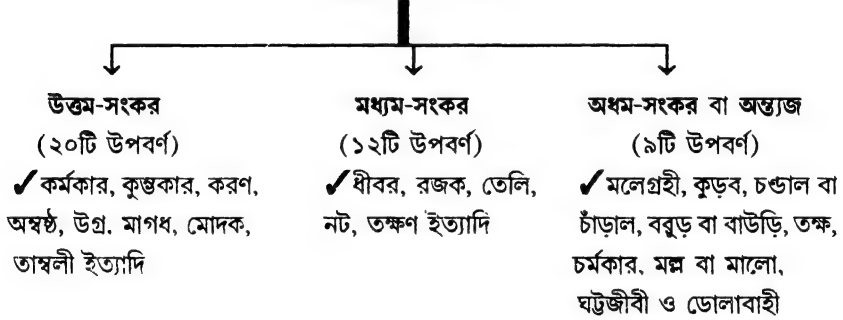 উত্তম-সংকর
(২০টি উপবর্ণ)
✓কর্মকার, কুম্ভকার, করণ,
অম্বষ্ঠ, উগ্র, মাগধ, মোদক,
তাম্বলী ইত্যাদি
মধ্যম-সংকর
(১২টি উপবর্ণ)
✓ধীবর, রজক, তেলি,
নট, তক্ষণ ইত্যাদি
অধম-সংকর বা অন্ত্যজ
(৯টি উপবর্ণ)
✓মলেগ্রহী, কুড়ব, চণ্ডাল বা
চাঁড়াল, বরুড় বা বাউড়ি, তক্ষ,
চর্মকার, মল্ল বা মালো,
ঘট্টজীবী ও ডোলাবাহী